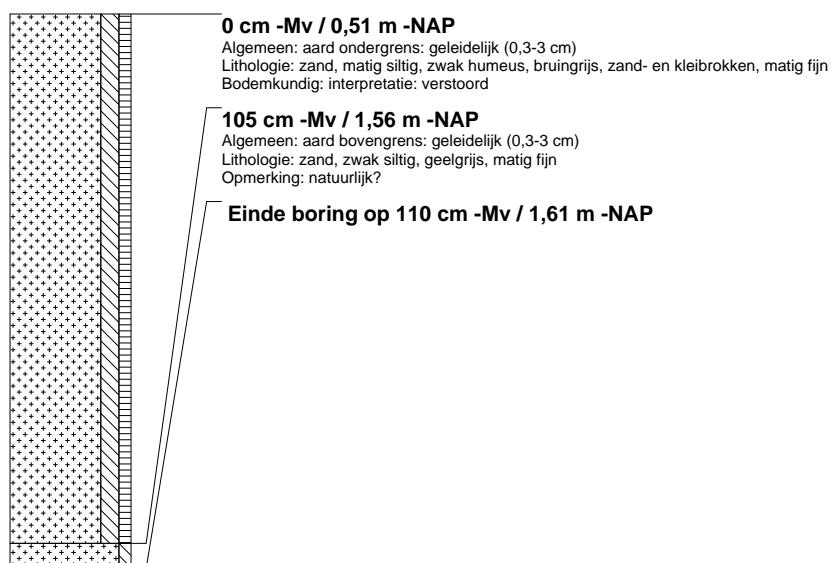 0 cm -Mv / 0,51 m -NAP
Algemeen: aard ondergrens: geleidelijk (0,3-3 cm)
Lithologie: zand, matig siltig, zwak humeus, bruingrijs, zand- en kleibrokken, matig fijn
Bodemkundig: interpretatie: verstoord
105 cm -Mv / 1,56 m -NAP
Algemeen: aard bovengrens: geleidelijk (0,3-3 cm)
Lithologie: zand, zwak siltig, geelgrijs, matig fijn
Opmerking: natuurlijk?
Einde boring op 110 cm -Mv / 1,61 m -NAP